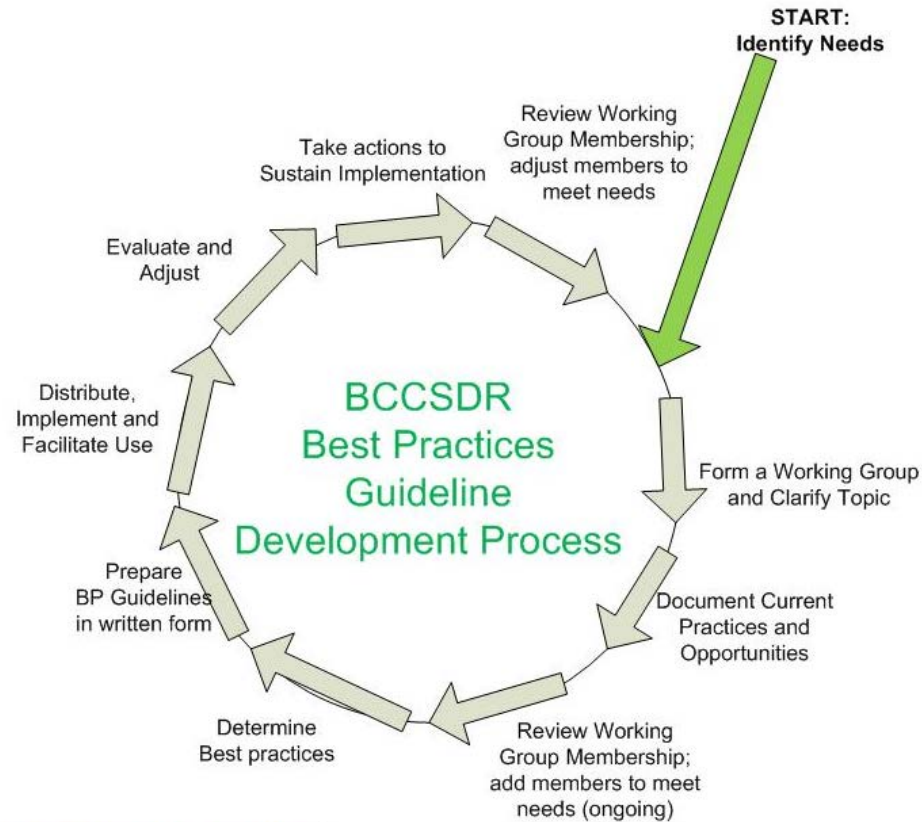 START:
Identify Needs
Review Working
Group Membership;
adjust members to
meet needs
Take actions to
Sustain Implementation
Evaluate and
Adjust
Distribute,
Implement and
Facilitate Use
BCCSDR
Best Practices
Guideline
Development Process
Form a Working Group
and Clarify Topic
Prepare
BP Guidelines
in written form
Document Current
Practices and
Opportunities
Determine
Best practices
Review Working
Group Membership;
add members to meet
needs (ongoing)